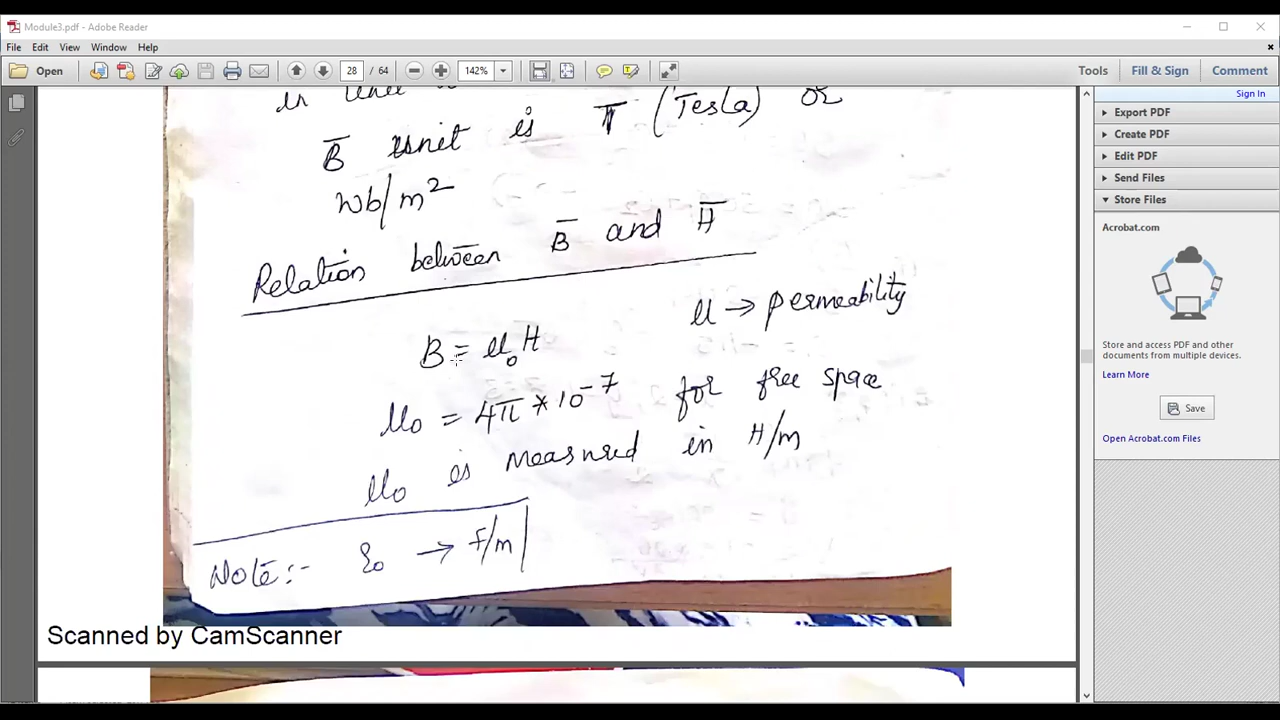 Module3.pdf - Adobe Reader
File Edit View Window Help
Open 28 / 64 142% Tools Fill & Sign Comment
Sign In
Export PDF
Create PDF
Edit PDF
Send Files
Store Files
Acrobat.com
Store and access PDF and other
documents from multiple devices.
Learn More
Save
Open Acrobat.com Files
B̅ unit is T (Tesla) or
Wb/m²
Relation between B̅ and H̅
μ → permeability
B = μ₀H
μ₀ = 4π * 10⁻⁷ for free space
μ₀ is measured in H/m
Note:- ε₀ → F/m
Scanned by CamScanner